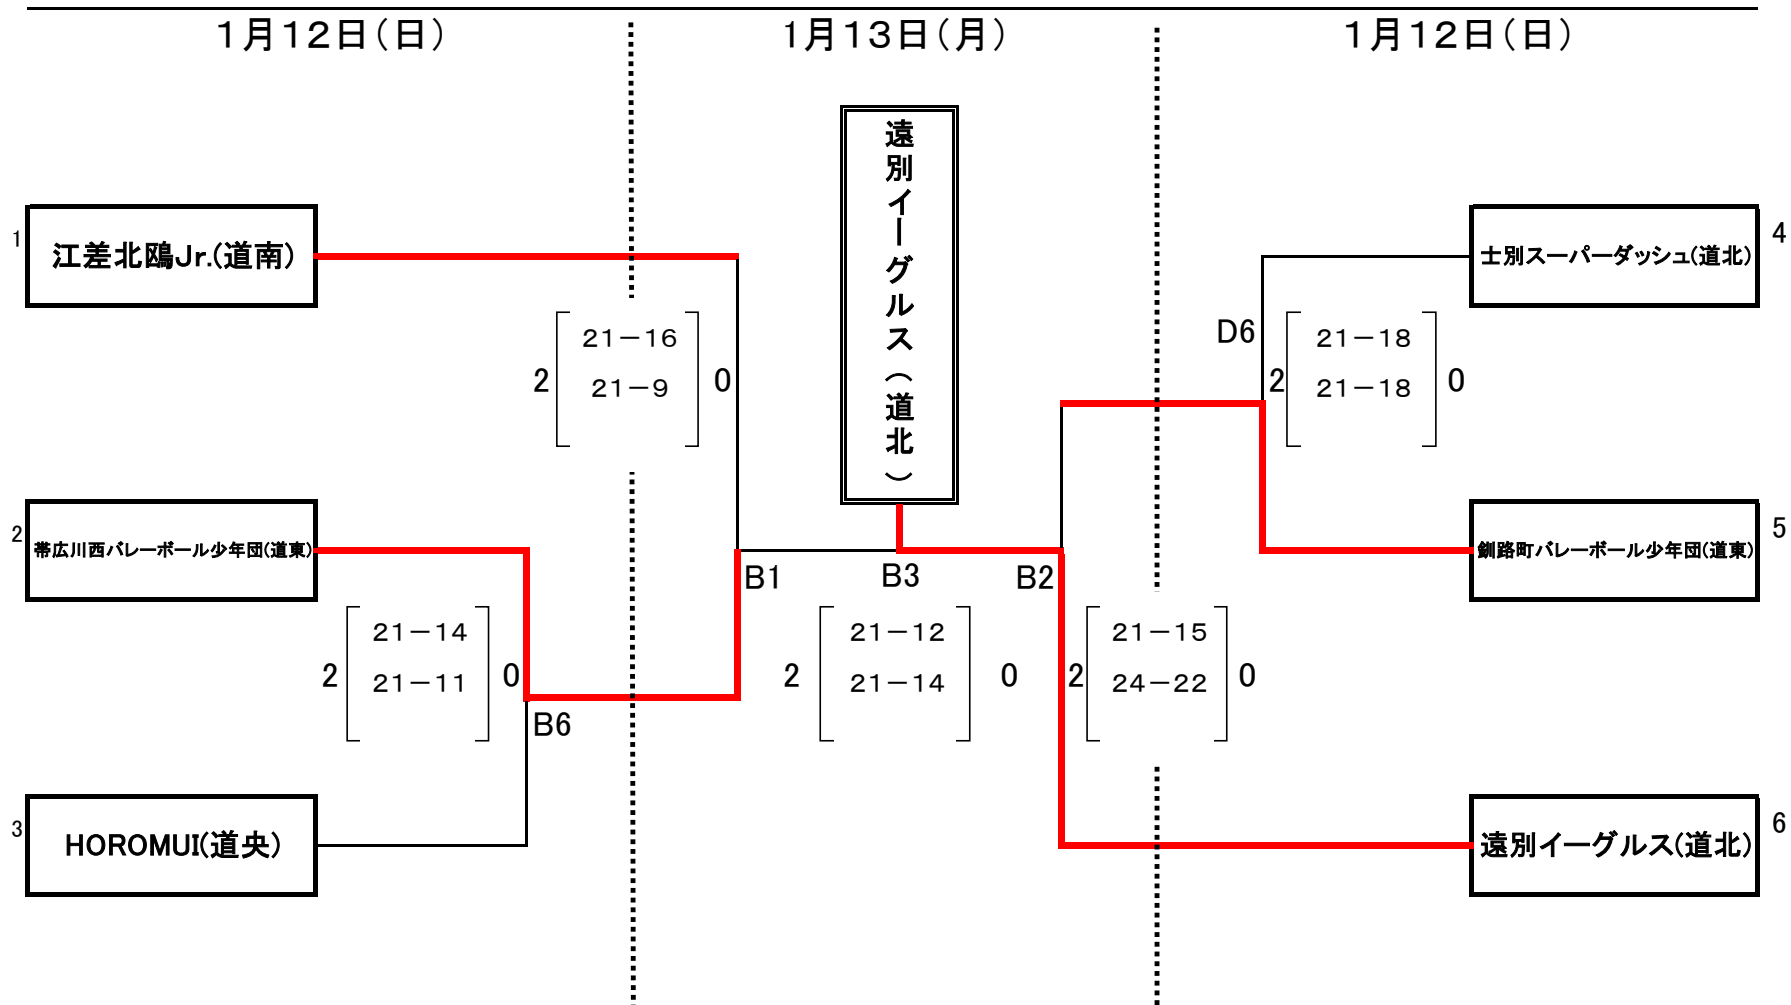 1月12日(日)
1月13日(月)
1月12日(日)
遠別イーグルス(道北)
1
江差北鴎Jr.(道南)
士別スーパーダッシュ(道北)
4
D6
2
21－16
21－9
0
2
21－18
21－18
0
2
帯広川西バレーボール少年団(道東)
釧路町バレーボール少年団(道東)
5
B1
B3
B2
2
21－14
21－11
0
2
21－12
21－14
0
2
21－15
24－22
0
B6
3
HOROMUI(道央)
遠別イーグルス(道北)
6